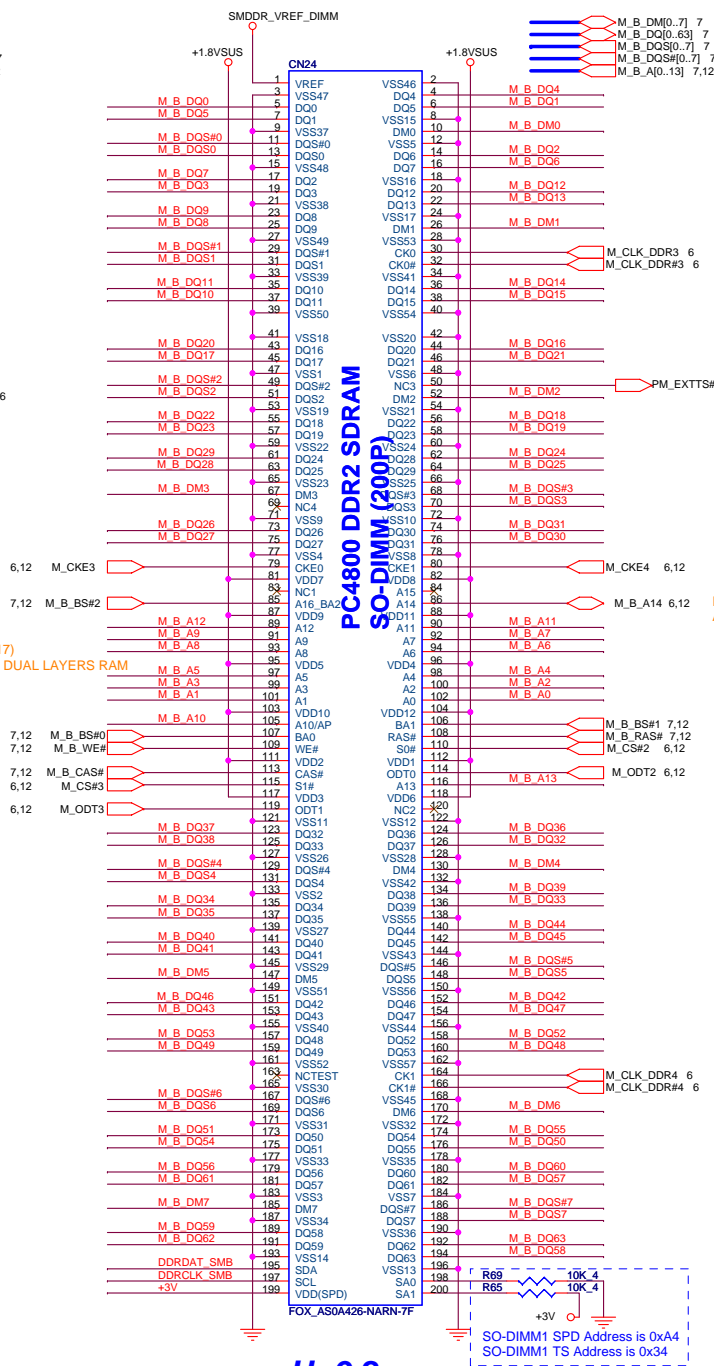 SMDDR_VREF_DIMM
M_B_DM[0..7] 7
M_B_DQ[0..63] 7
M_B_DQS[0..7] 7
M_B_DQS#[0..7] 7
M_B_A[0..13] 7,12
+1.8VSUS +1.8VSUS
CN24
1 VREF VSS46 2
3 VSS47 DQ4 4 M_B_DQ4
M_B_DQ0 5 DQ0 DQ5 6 M_B_DQ1
M_B_DQ5 7 DQ1 VSS15 8
9 VSS37 DM0 10 M_B_DM0
M_B_DQS#0 11 DQS#0 VSS5 12
M_B_DQS0 13 DQS0 DQ6 14 M_B_DQ2
15 VSS48 DQ7 16 M_B_DQ6
M_B_DQ7 17 DQ2 VSS16 18
M_B_DQ3 19 DQ3 DQ12 20 M_B_DQ12
21 VSS38 DQ13 22 M_B_DQ13
M_B_DQ9 23 DQ8 VSS17 24
M_B_DQ8 25 DQ9 DM1 26 M_B_DM1
27 VSS49 VSS53 28
M_B_DQS#1 29 DQS#1 CK0 30 M_CLK_DDR3 6
M_B_DQS1 31 DQS1 CK0# 32 M_CLK_DDR#3 6
33 VSS39 VSS41 34
M_B_DQ11 35 DQ10 DQ14 36 M_B_DQ14
M_B_DQ10 37 DQ11 DQ15 38 M_B_DQ15
39 VSS50 VSS54 40
41 VSS18 VSS20 42
M_B_DQ20 43 DQ16 DQ20 44 M_B_DQ16
M_B_DQ17 45 DQ17 DQ21 46 M_B_DQ21
47 VSS1 VSS6 48
M_B_DQS#2 49 DQS#2 NC3 50 PM_EXTTS#
6 M_B_DQS2 51 DQS2 DM2 52 M_B_DM2
53 VSS19 VSS21 54
M_B_DQ22 55 DQ18 DQ22 56 M_B_DQ18
M_B_DQ23 57 DQ19 DQ23 58 M_B_DQ19
59 VSS22 VSS24 60
M_B_DQ29 61 DQ24 DQ28 62 M_B_DQ24
M_B_DQ28 63 DQ25 DQ29 64 M_B_DQ25
65 VSS23 VSS25 66
M_B_DM3 67 DM3 DQS#3 68 M_B_DQS#3
69 NC4 DQS3 70 M_B_DQS3
71 VSS9 VSS10 72
M_B_DQ26 73 DQ26 DQ30 74 M_B_DQ31
M_B_DQ27 75 DQ27 DQ31 76 M_B_DQ30
77 VSS4 VSS8 78
6,12 M_CKE3 79 CKE0 CKE1 80 M_CKE4 6,12
81 VDD7 VDD8 82
83 NC1 A15 84
7,12 M_B_BS#2 85 A16_BA2 A14 86 M_B_A14 6,12
87 VDD9 VDD11 88
M_B_A12 89 A12 A11 90 M_B_A11
M_B_A9 91 A9 A7 92 M_B_A7
M_B_A8 93 A8 A6 94 M_B_A6
17)
DUAL LAYERS RAM
95 VDD5 VDD4 96
M_B_A5 97 A5 A4 98 M_B_A4
M_B_A3 99 A3 A2 100 M_B_A2
M_B_A1 101 A1 A0 102 M_B_A0
103 VDD10 VDD12 104
M_B_A10 105 A10/AP BA1 106 M_B_BS#1 7,12
7,12 M_B_BS#0 107 BA0 RAS# 108 M_B_RAS# 7,12
7,12 M_B_WE# 109 WE# S0# 110 M_CS#2 6,12
111 VDD2 VDD1 112
7,12 M_B_CAS# 113 CAS# ODT0 114 M_ODT2 6,12
6,12 M_CS#3 115 S1# A13 116 M_B_A13
117 VDD3 VDD6 118
6,12 M_ODT3 119 ODT1 NC2 120
121 VSS11 VSS12 122
M_B_DQ37 123 DQ32 DQ36 124 M_B_DQ36
M_B_DQ38 125 DQ33 DQ37 126 M_B_DQ32
127 VSS26 VSS28 128
M_B_DQS#4 129 DQS#4 DM4 130 M_B_DM4
M_B_DQS4 131 DQS4 VSS42 132
133 VSS2 DQ38 134 M_B_DQ39
M_B_DQ34 135 DQ34 DQ39 136 M_B_DQ33
M_B_DQ35 137 DQ35 VSS55 138
139 VSS27 DQ44 140 M_B_DQ44
M_B_DQ40 141 DQ40 DQ45 142 M_B_DQ45
M_B_DQ41 143 DQ41 VSS43 144
145 VSS29 DQS#5 146 M_B_DQS#5
M_B_DM5 147 DM5 DQS5 148 M_B_DQS5
149 VSS51 VSS56 150
M_B_DQ46 151 DQ42 DQ46 152 M_B_DQ42
M_B_DQ43 153 DQ43 DQ47 154 M_B_DQ47
155 VSS40 VSS44 156
M_B_DQ53 157 DQ48 DQ52 158 M_B_DQ52
M_B_DQ49 159 DQ49 DQ53 160 M_B_DQ48
161 VSS52 VSS57 162
163 NCTEST CK1 164 M_CLK_DDR4 6
165 VSS30 CK1# 166 M_CLK_DDR#4 6
M_B_DQS#6 167 DQS#6 VSS45 168
M_B_DQS6 169 DQS6 DM6 170 M_B_DM6
171 VSS31 VSS32 172
M_B_DQ51 173 DQ50 DQ54 174 M_B_DQ55
M_B_DQ54 175 DQ51 DQ55 176 M_B_DQ50
177 VSS33 VSS35 178
M_B_DQ56 179 DQ56 DQ60 180 M_B_DQ60
M_B_DQ61 181 DQ57 DQ61 182 M_B_DQ57
183 VSS3 VSS7 184
M_B_DM7 185 DM7 DQS#7 186 M_B_DQS#7
187 VSS34 DQS7 188 M_B_DQS7
M_B_DQ59 189 DQ58 VSS36 190
M_B_DQ62 191 DQ59 DQ62 192 M_B_DQ63
193 VSS14 DQ63 194 M_B_DQ58
DDRDAT_SMB 195 SDA VSS13 196
DDRCLK_SMB 197 SCL SA0 198 R69 10K_4
+3V 199 VDD(SPD) SA1 200 R65 10K_4
PC4800 DDR2 SDRAM
SO-DIMM (200P)
FOX_AS0A426-NARN-7F
+3V
SO-DIMM1 SPD Address is 0xA4
SO-DIMM1 TS Address is 0x34